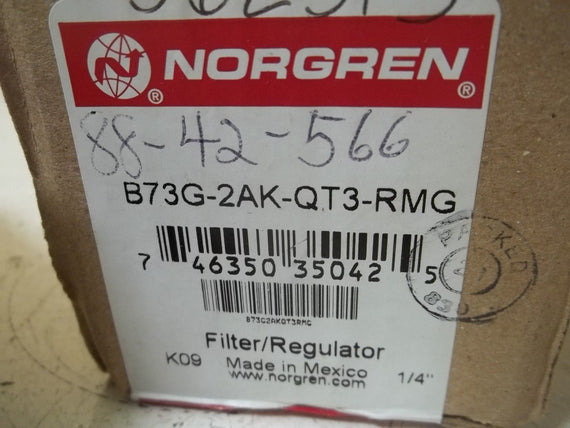 NORGREN
88-42-566
B73G-2AK-QT3-RMG
7 46350 35042 5
B73G2AKQT3RMG
Filter/Regulator
K09 Made in Mexico
www.norgren.com 1/4"